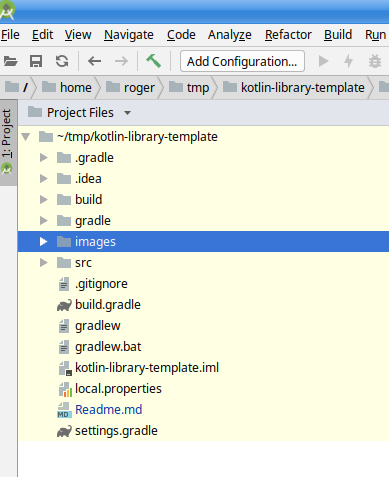 File Edit View Navigate Code Analyze Refactor Build Run
Add Configuration...
/ home roger tmp kotlin-library-template
1: Project
Project Files
~/tmp/kotlin-library-template
.gradle
.idea
build
gradle
images
src
.gitignore
build.gradle
gradlew
gradlew.bat
kotlin-library-template.iml
local.properties
MD Readme.md
settings.gradle